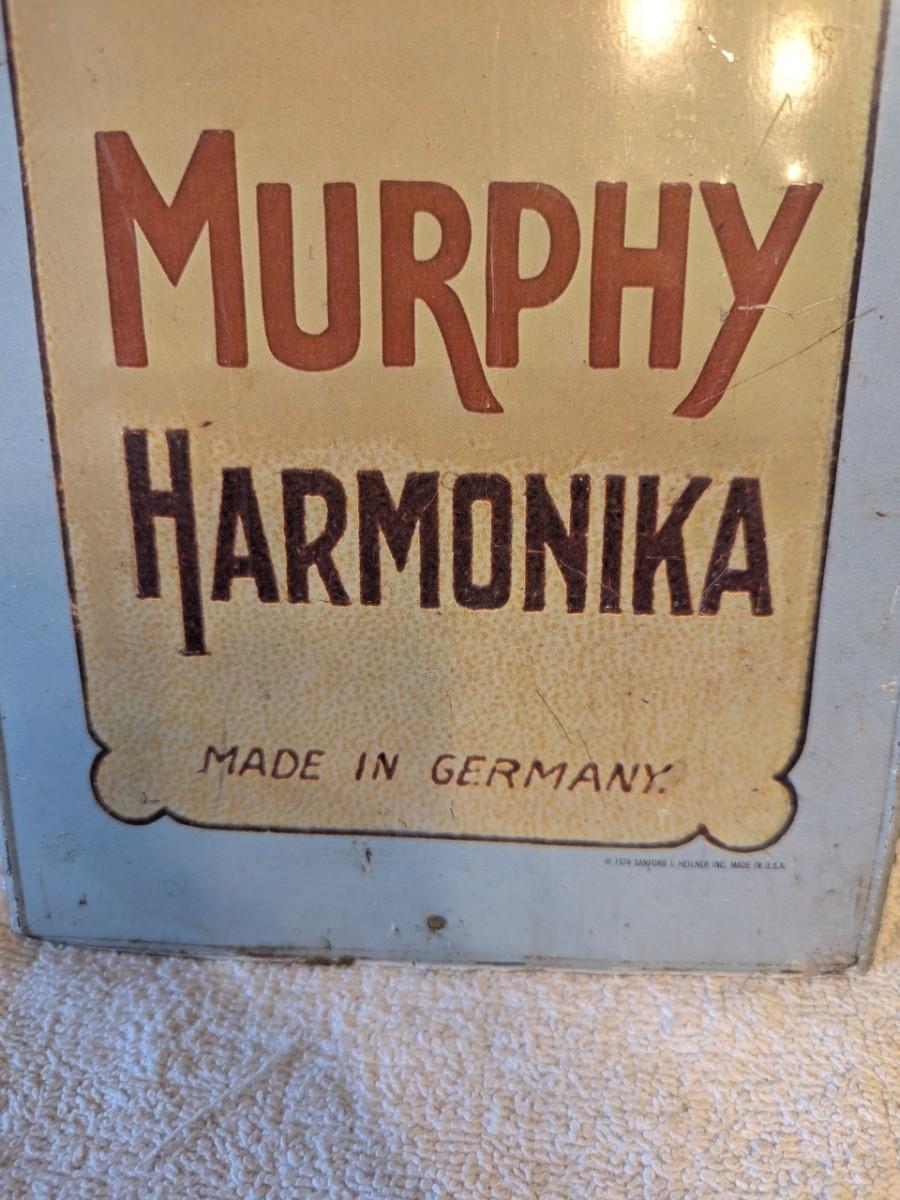 MURPHY
HARMONIKA
MADE IN GERMANY.
© 1974 SANFORD J. HEILNER INC. MADE IN U.S.A.